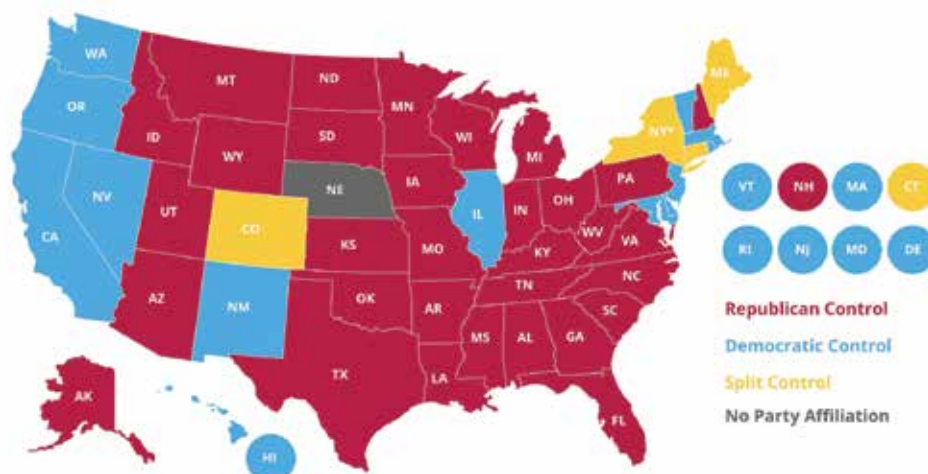 WA
MT
ND
MN
ME
OR
ID
SD
WI
NY*
WY
MI
IA
PA
NE
NV
UT
IL
IN
OH
CO
CA
KS
MO
WV
VA
KY
NC
TN
AZ
NM
OK
AR
SC
MS
AL
GA
TX
LA
FL
AK
HI
VT NH MA CT
RI NJ MD DE
Republican Control
Democratic Control
Split Control
No Party Affiliation